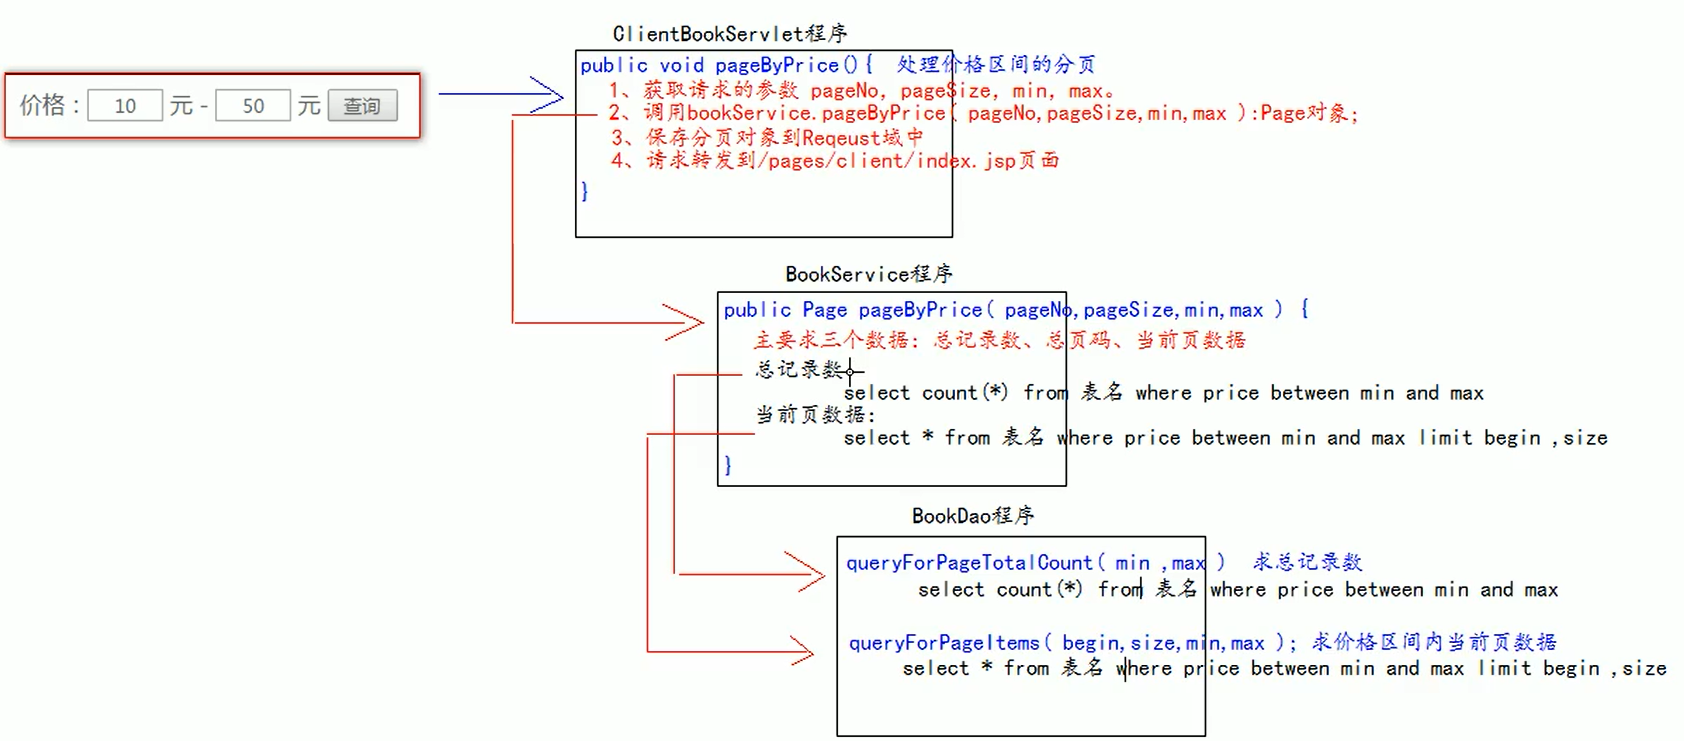 ClientBookServlet程序
public void pageByPrice(){ 处理价格区间的分页
价格：10 元 - 50 元 查询
1、获取请求的参数 pageNo, pageSize, min, max。
2、调用bookService.pageByPrice( pageNo,pageSize,min,max ):Page对象;
3、保存分页对象到Reqeust域中
4、请求转发到/pages/client/index.jsp页面
}
BookService程序
public Page pageByPrice( pageNo,pageSize,min,max ) {
主要求三个数据: 总记录数、总页码、当前页数据
总记录数
select count(*) from 表名 where price between min and max
当前页数据:
select * from 表名 where price between min and max limit begin ,size
}
BookDao程序
queryForPageTotalCount( min ,max ) 求总记录数
select count(*) from 表名 where price between min and max
queryForPageItems( begin,size,min,max ); 求价格区间内当前页数据
select * from 表名 where price between min and max limit begin ,size